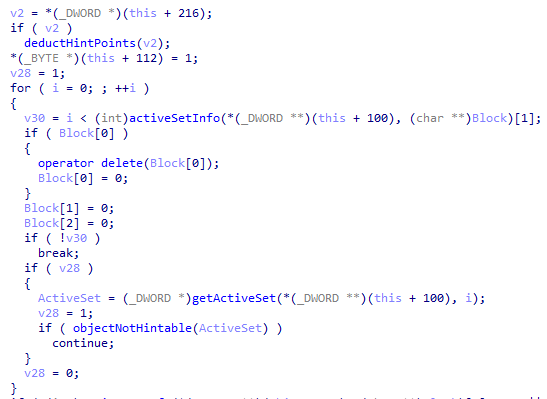 v2 = *(_DWORD *)(this + 216);
if ( v2 )
deductHintPoints(v2);
*(_BYTE *)(this + 112) = 1;
v28 = 1;
for ( i = 0; ; ++i )
{
v30 = i < (int)activeSetInfo(*(_DWORD **)(this + 100), (char **)Block)[1];
if ( Block[0] )
{
operator delete(Block[0]);
Block[0] = 0;
}
Block[1] = 0;
Block[2] = 0;
if ( !v30 )
break;
if ( v28 )
{
ActiveSet = (_DWORD *)getActiveSet(*(_DWORD **)(this + 100), i);
v28 = 1;
if ( objectNotHintable(ActiveSet) )
continue;
}
v28 = 0;
}